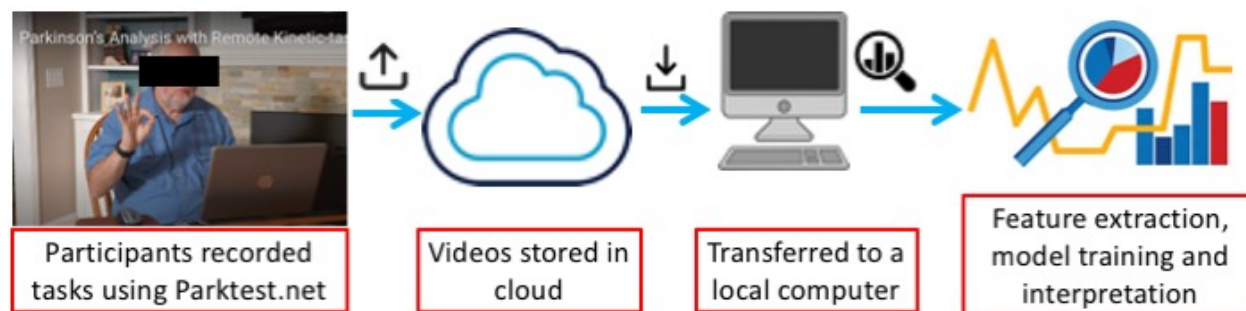 Parkinson's Analysis with Remote Kinetic-tas
Participants recorded
tasks using Parktest.net
Videos stored in
cloud
Transferred to a
local computer
Feature extraction,
model training and
interpretation